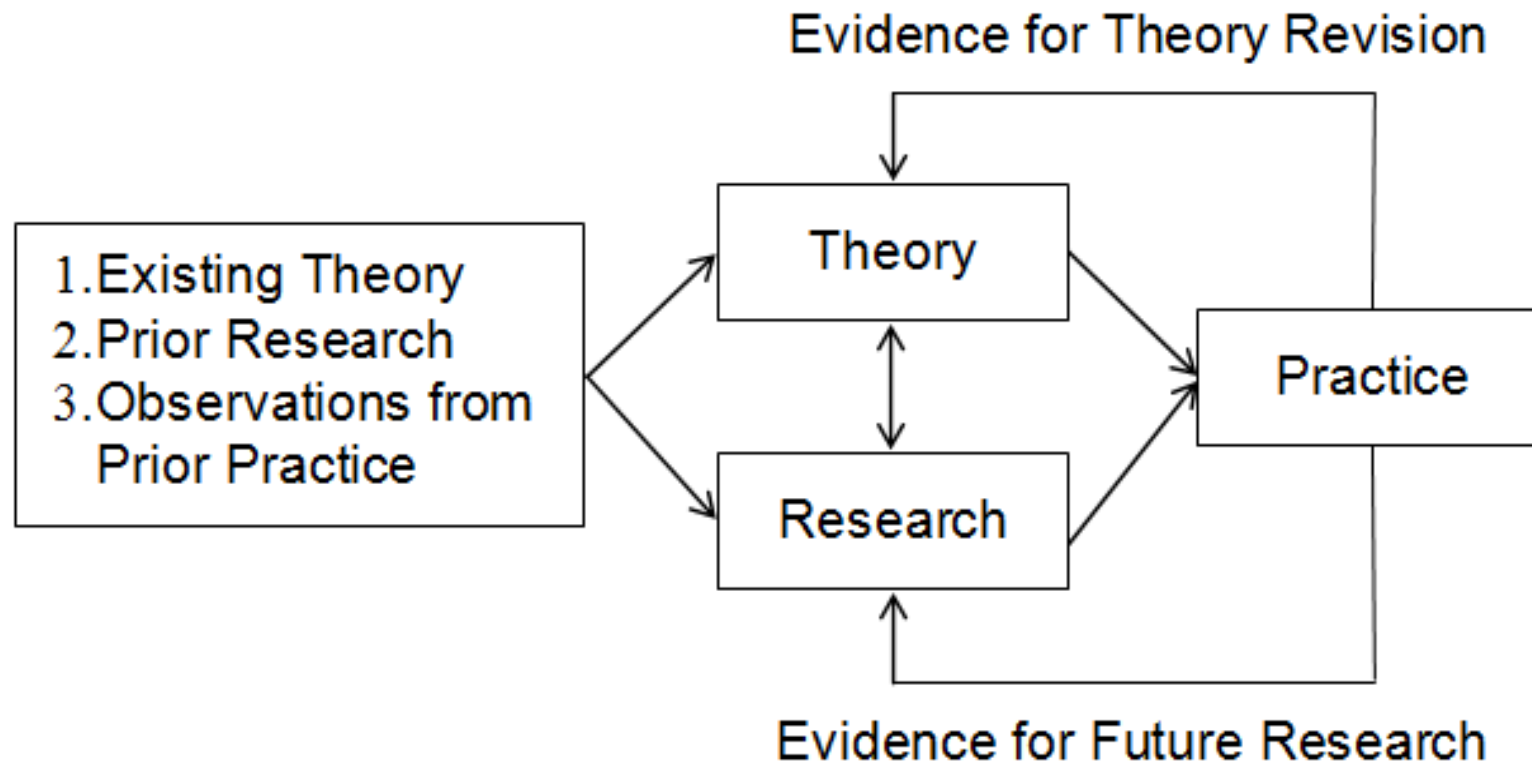 Evidence for Theory Revision
1.Existing Theory
2.Prior Research
3.Observations from
Prior Practice
Theory
Research
Practice
Evidence for Future Research